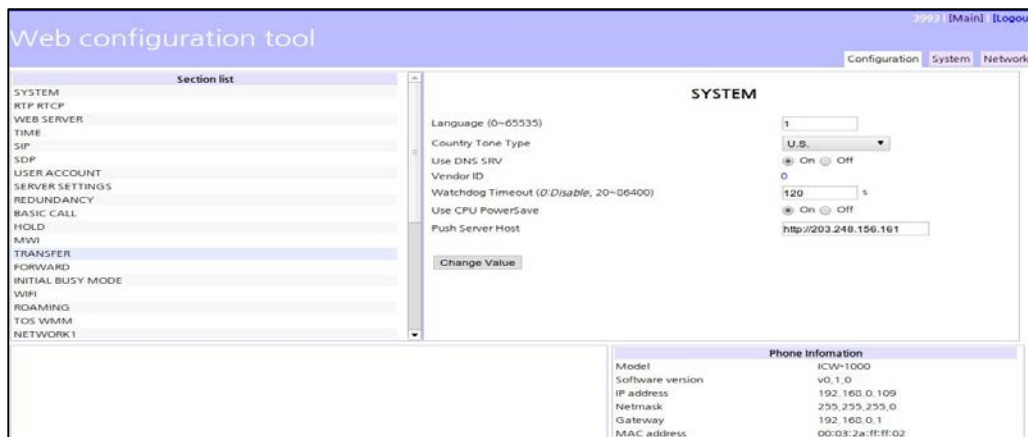 3993 | [Main] | [Logou
Web configuration tool
Configuration System Network
Section list
SYSTEM
RTP RTCP
WEB SERVER
TIME
SIP
SDP
USER ACCOUNT
SERVER SETTINGS
REDUNDANCY
BASIC CALL
HOLD
MWI
TRANSFER
FORWARD
INITIAL BUSY MODE
WIFI
ROAMING
TOS WMM
NETWORK1
SYSTEM
Language (0~65535) 1
Country Tone Type U.S.
Use DNS SRV On Off
Vendor ID 0
Watchdog Timeout (0:Disable, 20~86400) 120 s
Use CPU PowerSave On Off
Push Server Host http://203.248.156.161
Change Value
Phone Infomation
Model ICW-1000
Software version v0,1,0
IP address 192.168.0.109
Netmask 255,255,255,0
Gateway 192.168.0.1
MAC address 00:03:2a:ff:ff:02